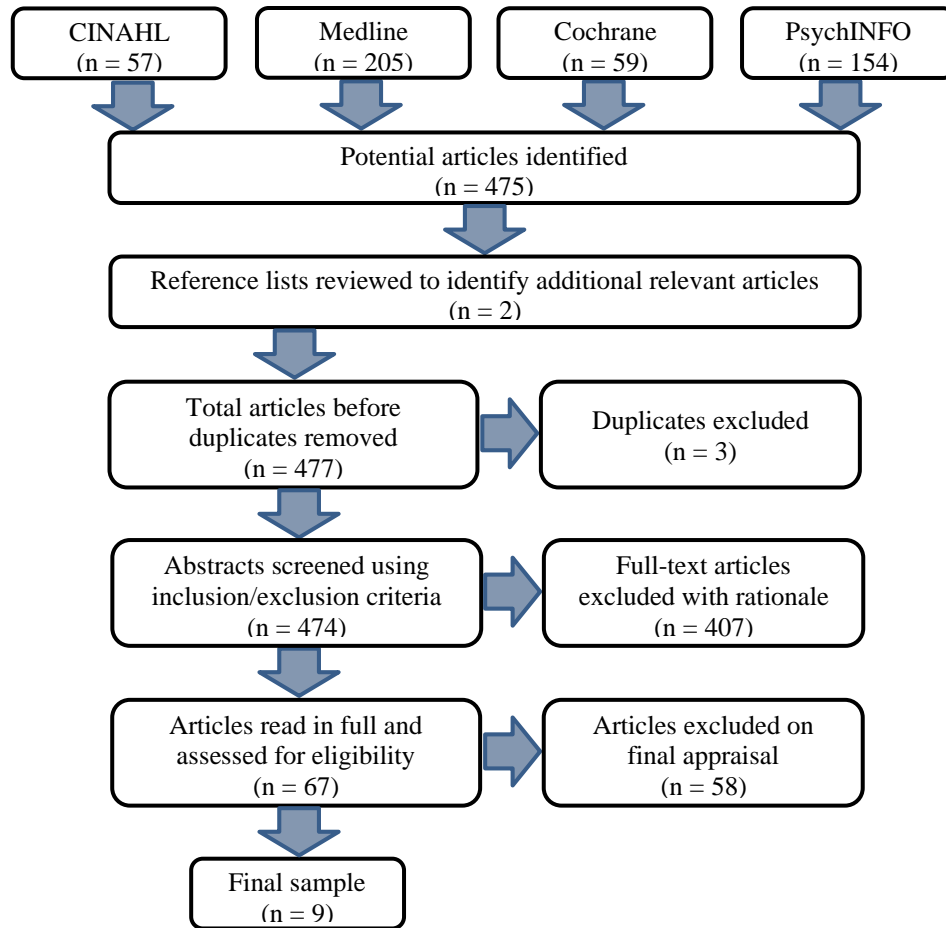 CINAHL
(n = 57)
Medline
(n = 205)
Cochrane
(n = 59)
PsychINFO
(n = 154)
Potential articles identified
(n = 475)
Reference lists reviewed to identify additional relevant articles
(n = 2)
Total articles before
duplicates removed
(n = 477)
Duplicates excluded
(n = 3)
Abstracts screened using
inclusion/exclusion criteria
(n = 474)
Full-text articles
excluded with rationale
(n = 407)
Articles read in full and
assessed for eligibility
(n = 67)
Articles excluded on
final appraisal
(n = 58)
Final sample
(n = 9)